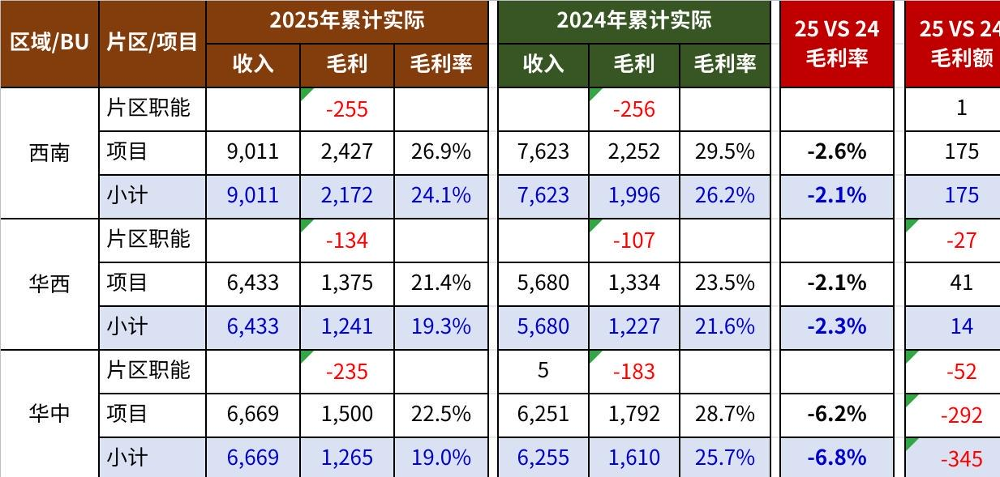 区域/BU 片区/项目 2025年累计实际 2024年累计实际 25 VS 24 毛利率 25 VS 24 毛利额
收入 毛利 毛利率 收入 毛利 毛利率
西南 片区职能 -255 -256 1
项目 9,011 2,427 26.9% 7,623 2,252 29.5% -2.6% 175
小计 9,011 2,172 24.1% 7,623 1,996 26.2% -2.1% 175
华西 片区职能 -134 -107 -27
项目 6,433 1,375 21.4% 5,680 1,334 23.5% -2.1% 41
小计 6,433 1,241 19.3% 5,680 1,227 21.6% -2.3% 14
华中 片区职能 -235 5 -183 -52
项目 6,669 1,500 22.5% 6,251 1,792 28.7% -6.2% -292
小计 6,669 1,265 19.0% 6,255 1,610 25.7% -6.8% -345